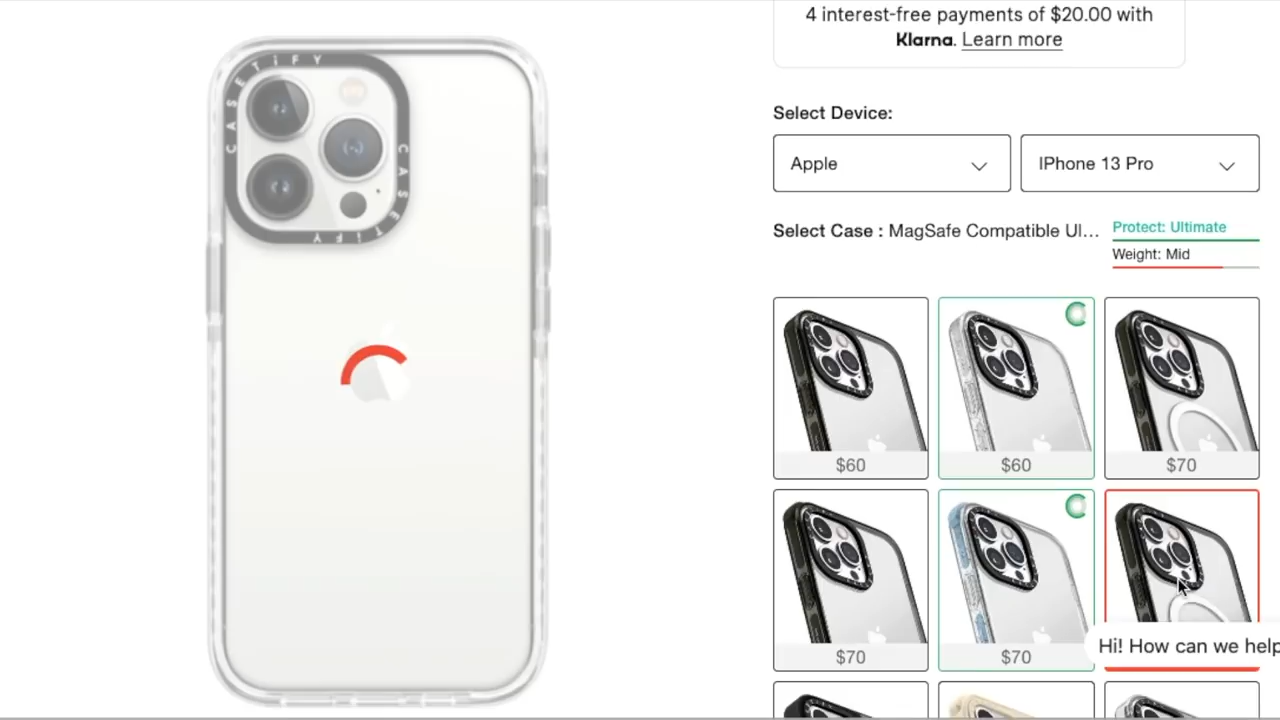 4 interest-free payments of $20.00 with
Klarna. Learn more
Select Device:
Apple
IPhone 13 Pro
Select Case : MagSafe Compatible Ul...
Protect: Ultimate
Weight: Mid
CASETiFY
CASETiFY
$60
$60
$70
$70
$70
Hi! How can we help